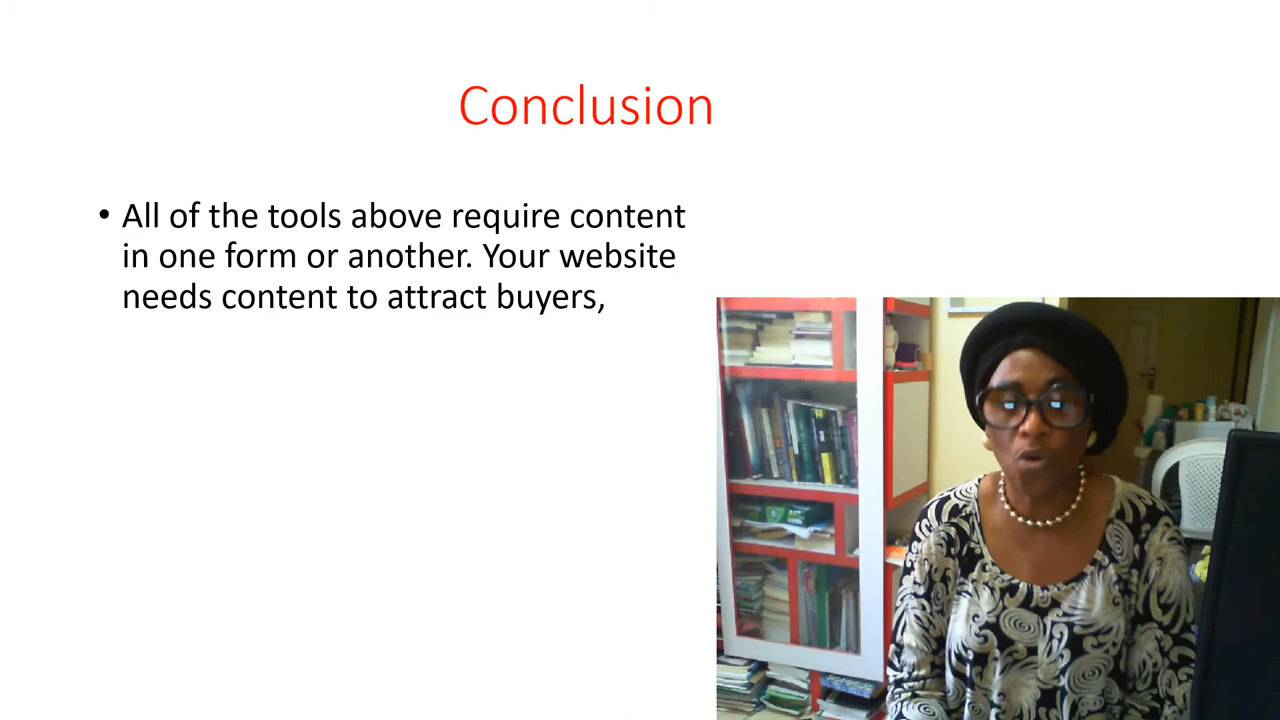 Conclusion
• All of the tools above require content
in one form or another. Your website
needs content to attract buyers,